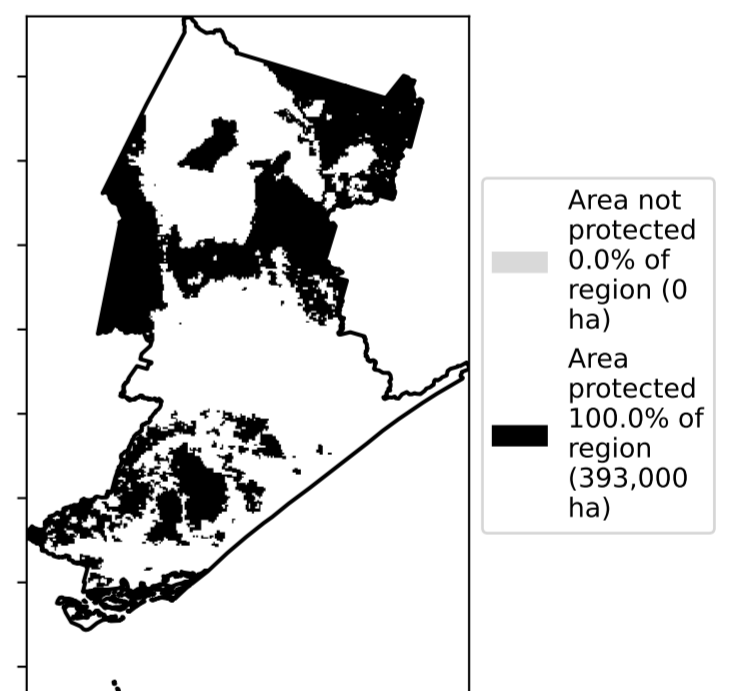 Area not
protected
0.0% of
region (0
ha)
Area
protected
100.0% of
region
(393,000
ha)